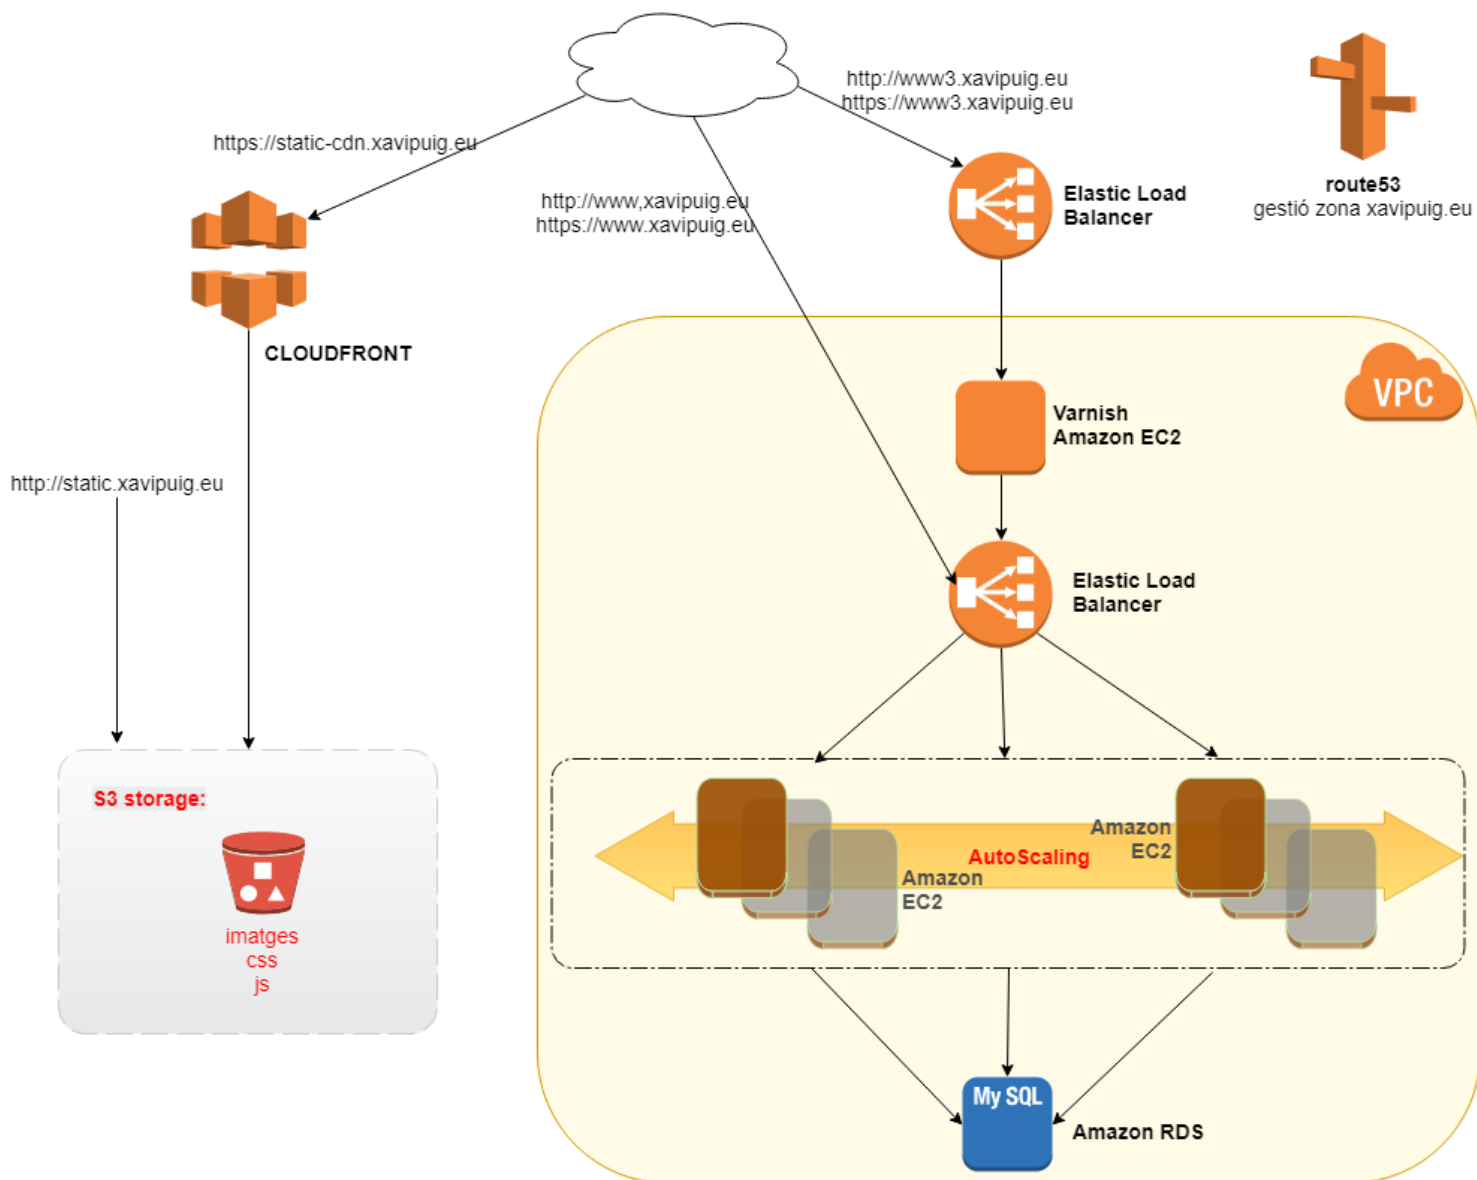 http://www3.xavipuig.eu
https://www3.xavipuig.eu
https://static-cdn.xavipuig.eu
route53
gestió zona xavipuig.eu
Elastic Load
Balancer
http://www,xavipuig.eu
https://www.xavipuig.eu
CLOUDFRONT
VPC
Varnish
Amazon EC2
http://static.xavipuig.eu
Elastic Load
Balancer
S3 storage:
imatges
css
js
Amazon
EC2
AutoScaling
Amazon
EC2
My SQL
Amazon RDS